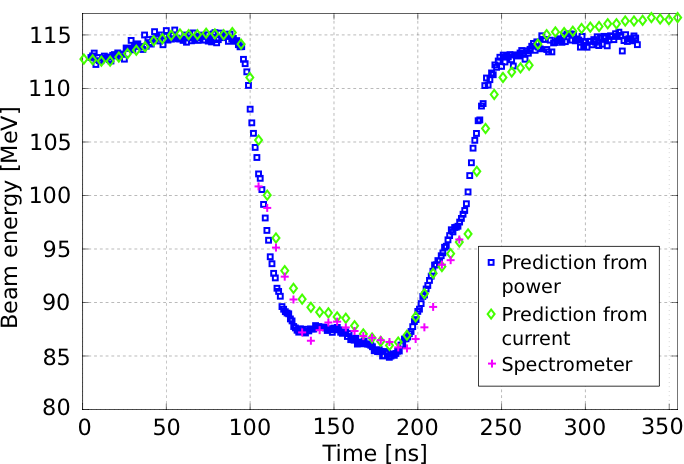 115
110
105
100
95
90
85
80
Beam energy [MeV]
0
50
100
150
200
250
300
350
Time [ns]
Prediction from
power
Prediction from
current
Spectrometer